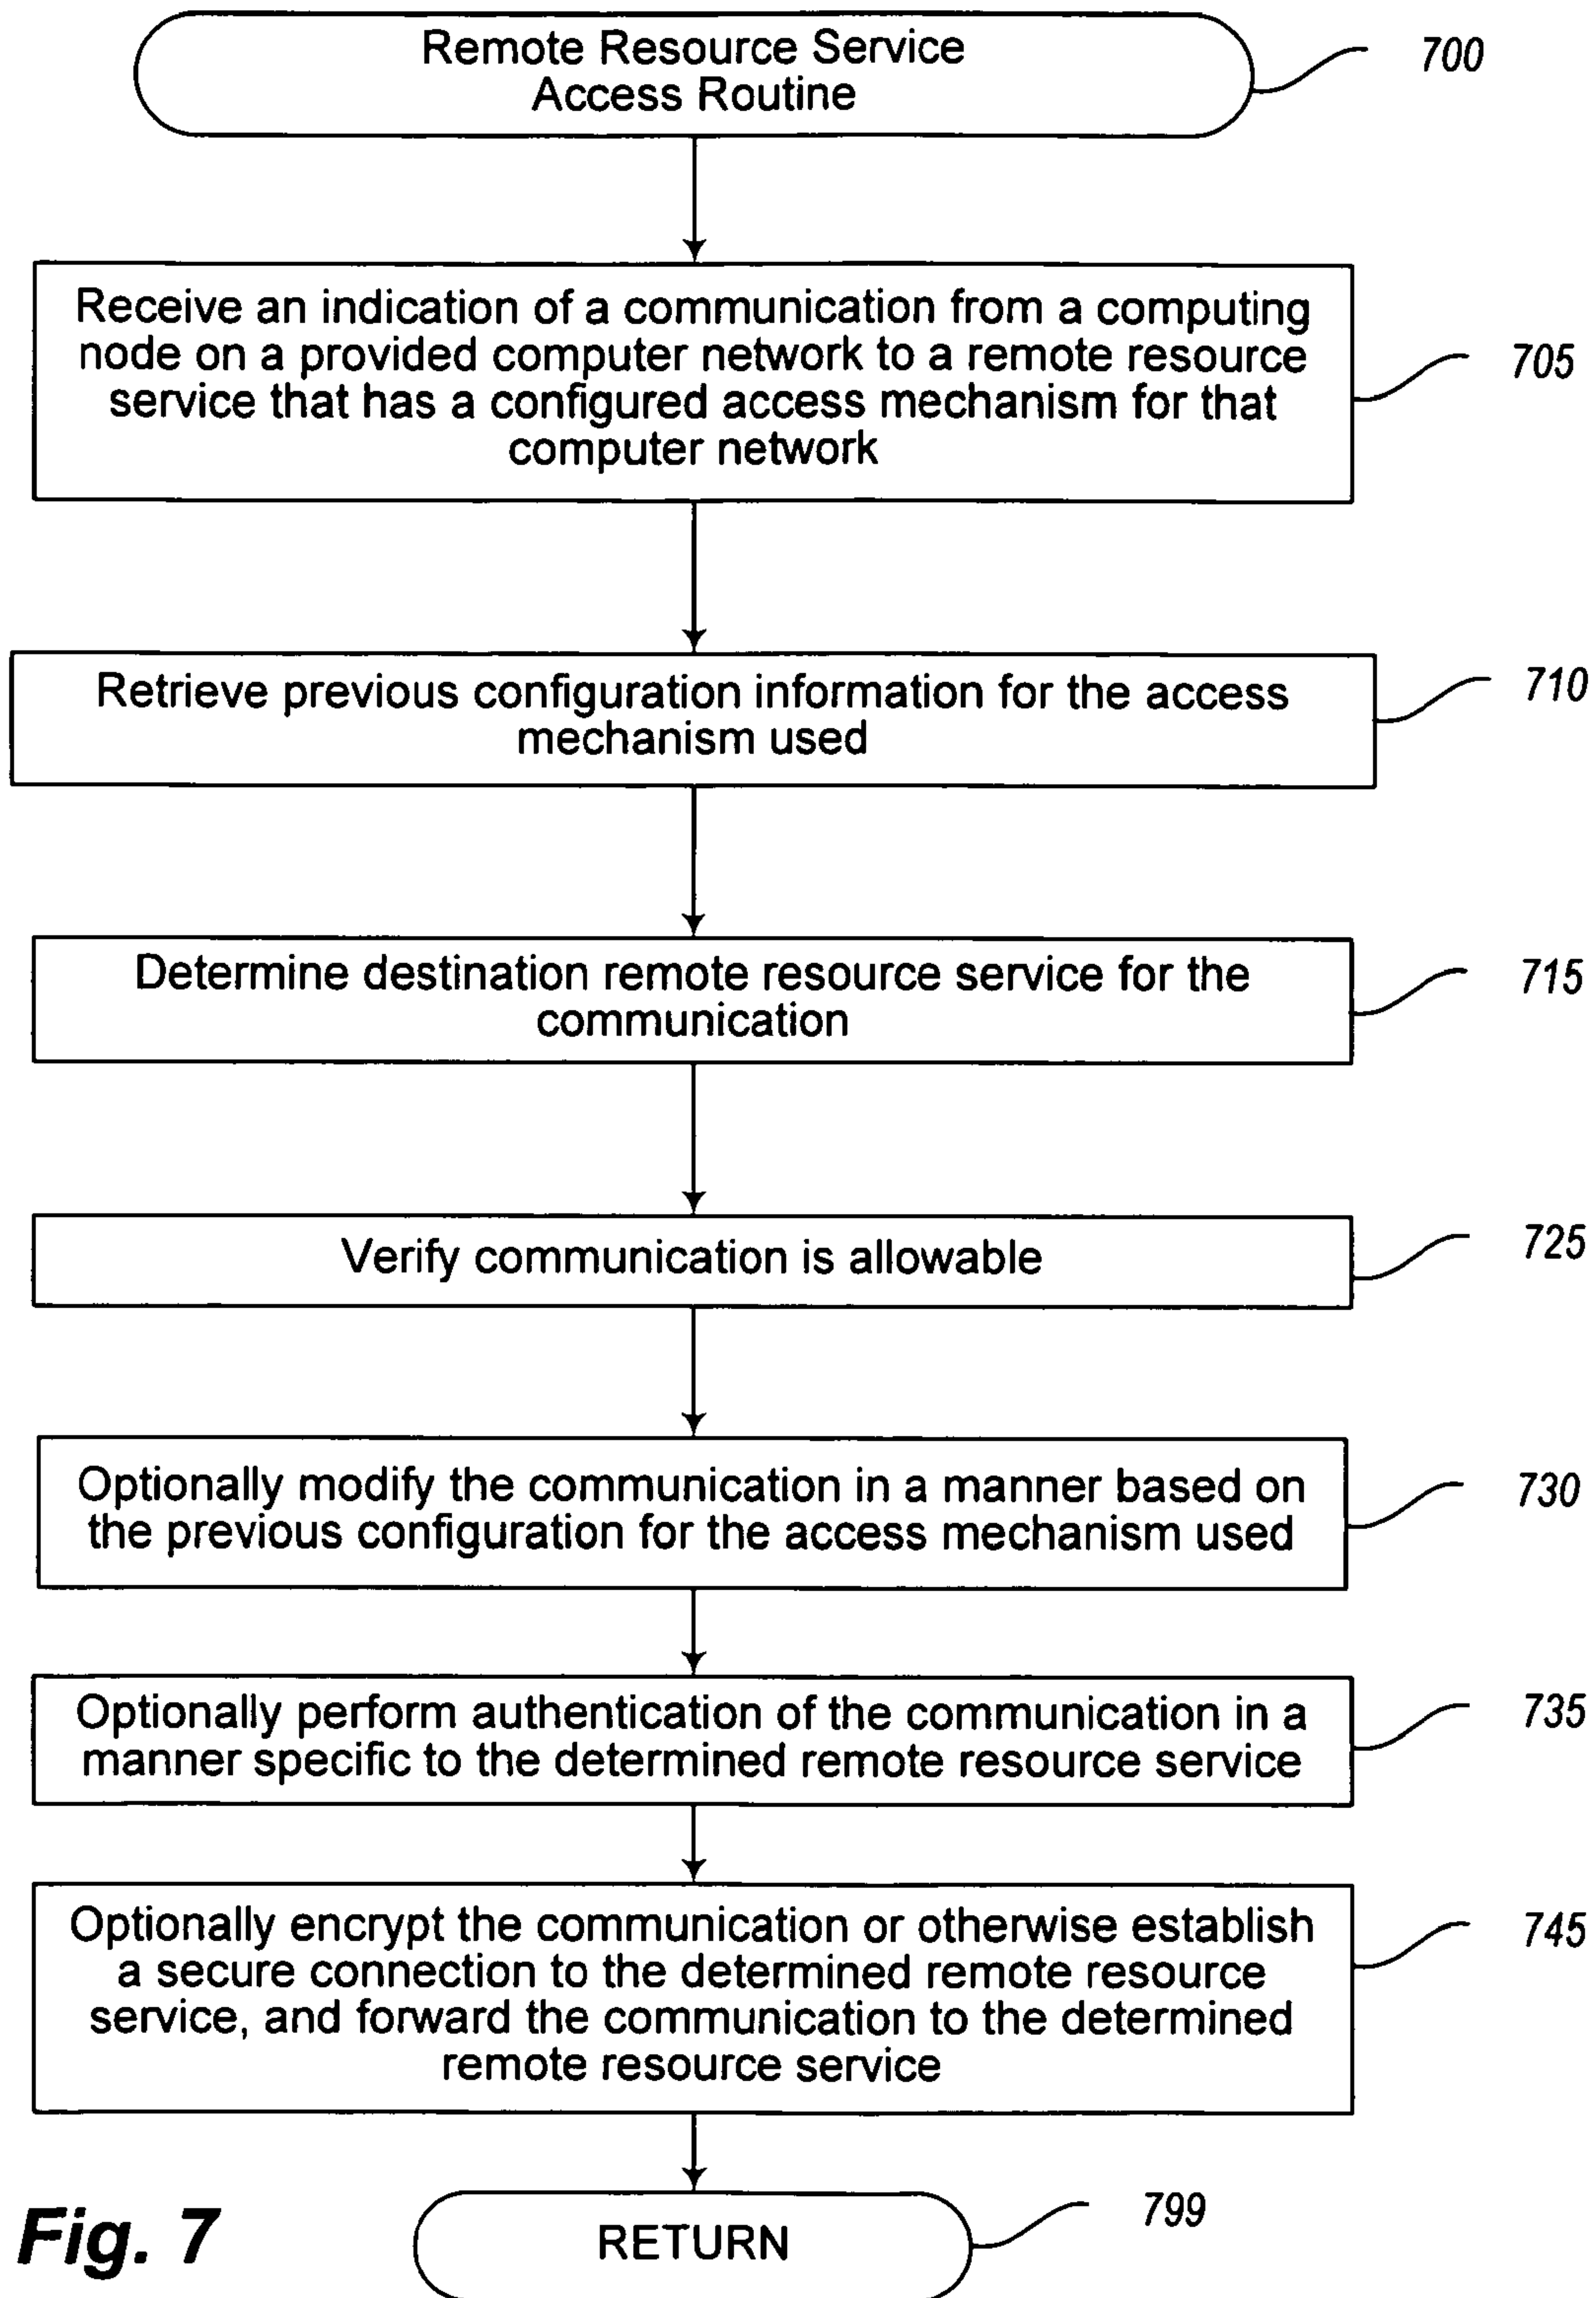 Remote Resource Service
Access Routine
700
Receive an indication of a communication from a computing
node on a provided computer network to a remote resource
service that has a configured access mechanism for that
computer network
705
Retrieve previous configuration information for the access
mechanism used
710
Determine destination remote resource service for the
communication
715
Verify communication is allowable
725
Optionally modify the communication in a manner based on
the previous configuration for the access mechanism used
730
Optionally perform authentication of the communication in a
manner specific to the determined remote resource service
735
Optionally encrypt the communication or otherwise establish
a secure connection to the determined remote resource
service, and forward the communication to the determined
remote resource service
745
RETURN
799
Fig. 7